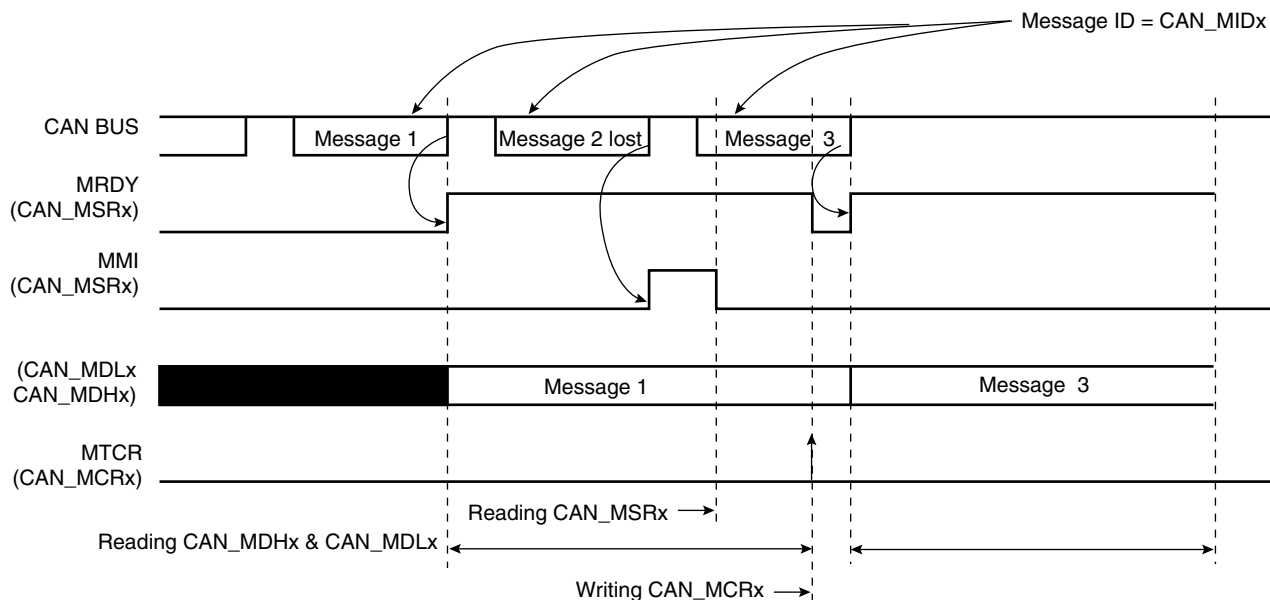 Message ID = CAN_MIDx
CAN BUS
Message 1
Message 2 lost
Message 3
MRDY
(CAN_MSRx)
MMI
(CAN_MSRx)
(CAN_MDLx
CAN_MDHx)
Message 1
Message 3
MTCR
(CAN_MCRx)
Reading CAN_MSRx
Reading CAN_MDHx & CAN_MDLx
Writing CAN_MCRx